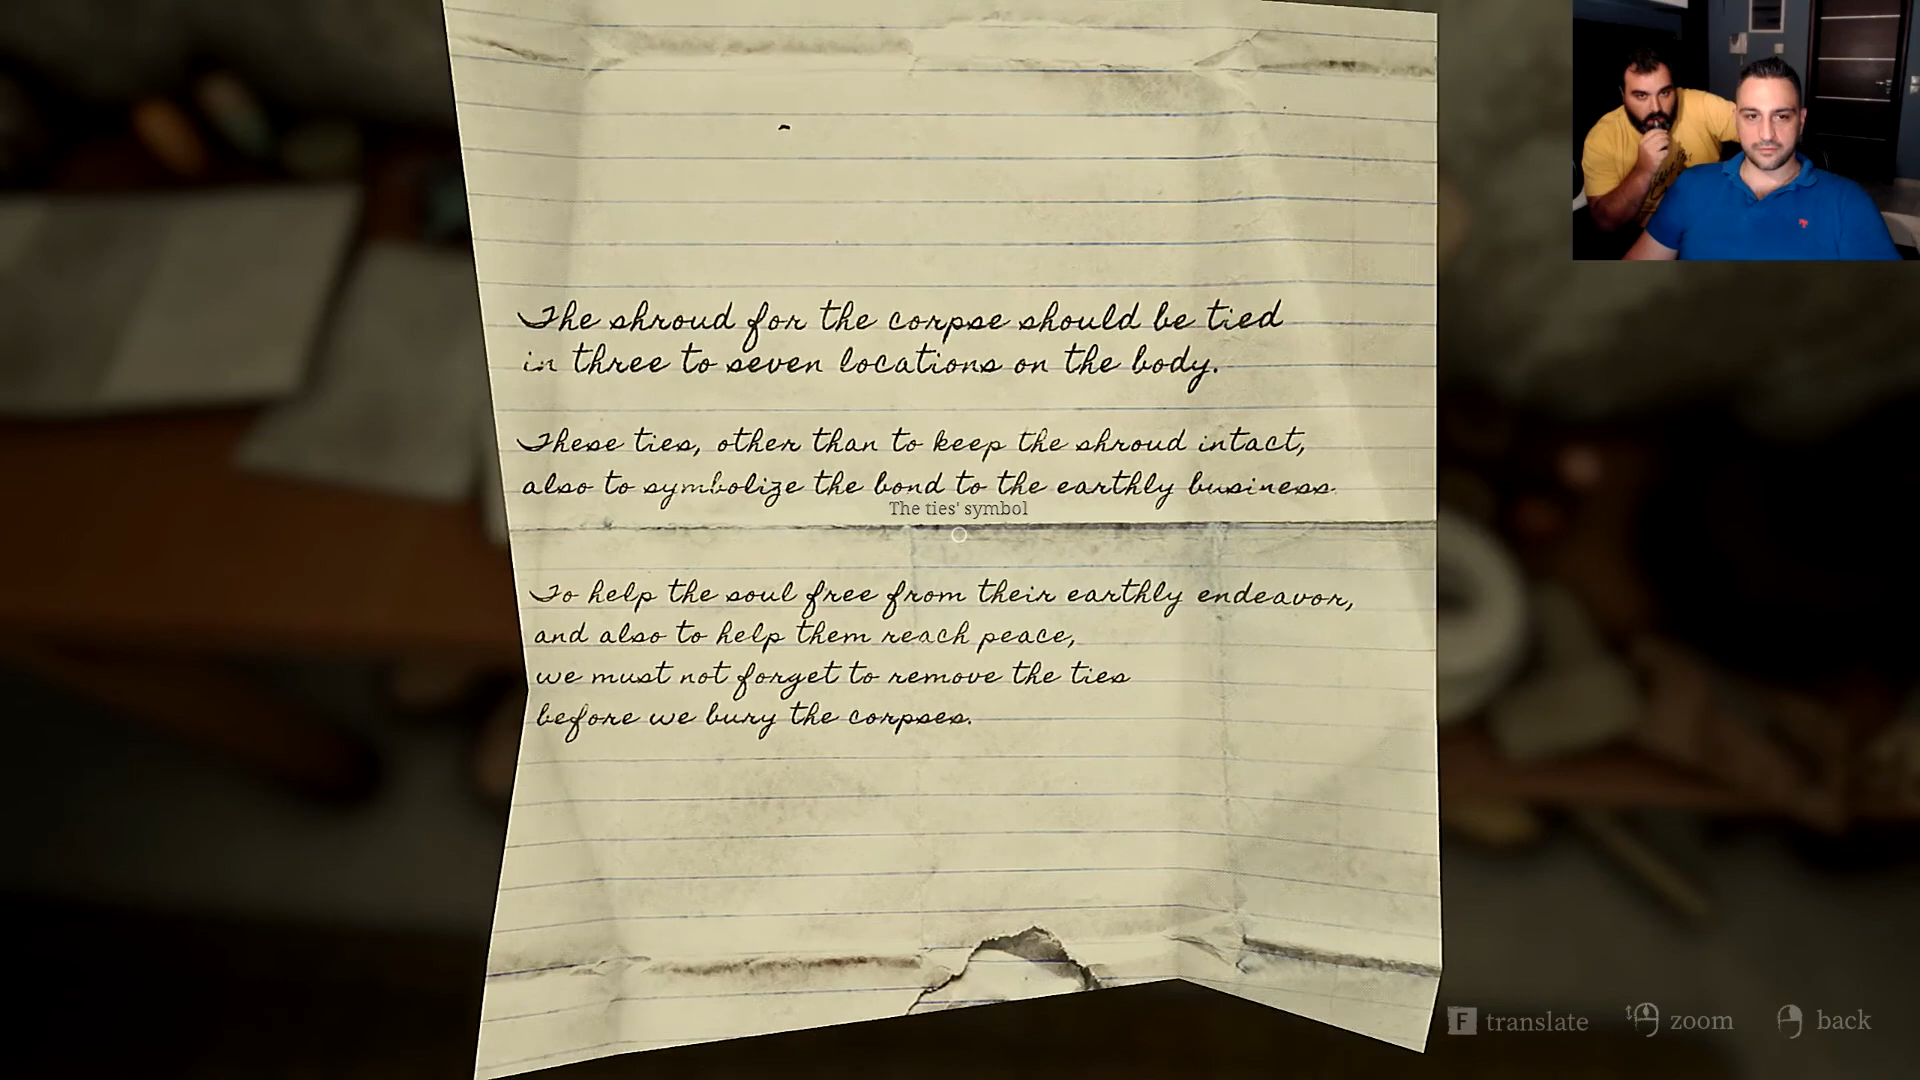 The shroud for the corpse should be tied
in three to seven locations on the body.
These ties, other than to keep the shroud intact,
also to symbolize the bond to the earthly business.
The ties' symbol
To help the soul free from their earthly endeavor,
and also to help them reach peace,
we must not forget to remove the ties
before we bury the corpses.
F translate zoom back